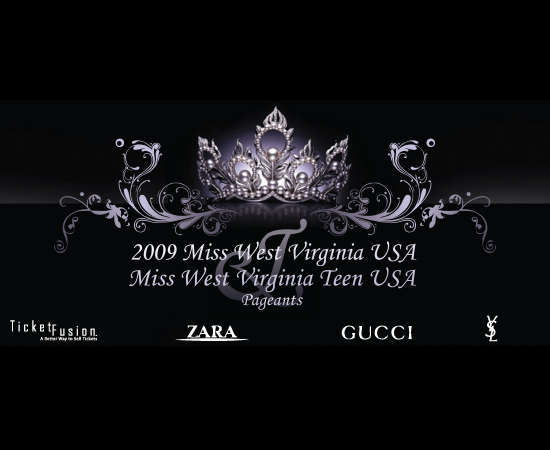 2009 Miss West Virginia USA
&
Miss West Virginia Teen USA
Pageants
TicketFusion
A Better Way to Sell Tickets
ZARA
GUCCI
YSL